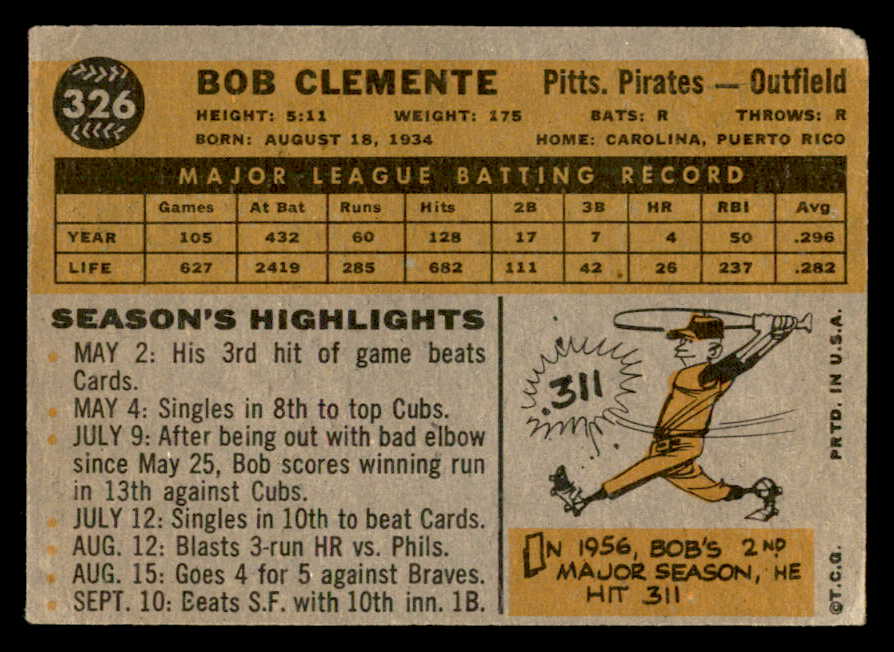 326
BOB CLEMENTE Pitts. Pirates — Outfield
HEIGHT: 5:11 WEIGHT: 175 BATS: R THROWS: R
BORN: AUGUST 18, 1934 HOME: CAROLINA, PUERTO RICO
MAJOR LEAGUE BATTING RECORD
Games At Bat Runs Hits 2B 3B HR RBI Avg
YEAR 105 432 60 128 17 7 4 50 .296
LIFE 627 2419 285 682 111 42 26 237 .282
SEASON'S HIGHLIGHTS
MAY 2: His 3rd hit of game beats
Cards.
MAY 4: Singles in 8th to top Cubs.
JULY 9: After being out with bad elbow
since May 25, Bob scores winning run
in 13th against Cubs.
JULY 12: Singles in 10th to beat Cards.
AUG. 12: Blasts 3-run HR vs. Phils.
AUG. 15: Goes 4 for 5 against Braves.
SEPT. 10: Beats S.F. with 10th inn. 1B.
.311
IN 1956, BOB'S 2ND
MAJOR SEASON, HE
HIT 311
©T.C.G. PRTD. IN U.S.A.